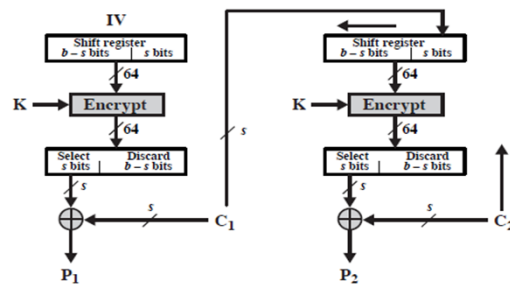 IV
Shift register
b – s bits | s bits
64
K
Encrypt
64
Select
s bits
Discard
b – s bits
s
s
C1
P1
s
Shift register
b – s bits | s bits
64
K
Encrypt
64
Select
s bits
Discard
b – s bits
s
s
C2
P2